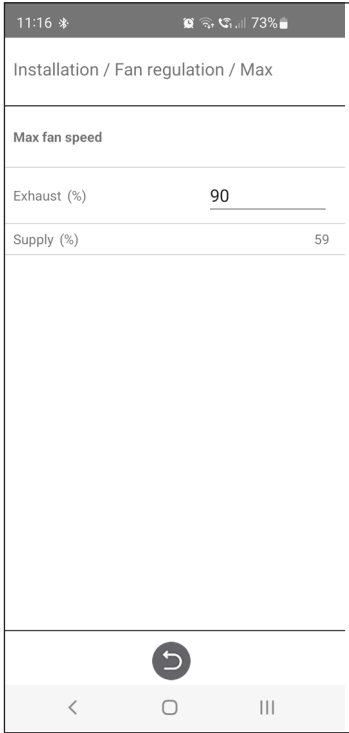 11:16 73%
Installation / Fan regulation / Max
Max fan speed
Exhaust (%) 90
Supply (%) 59